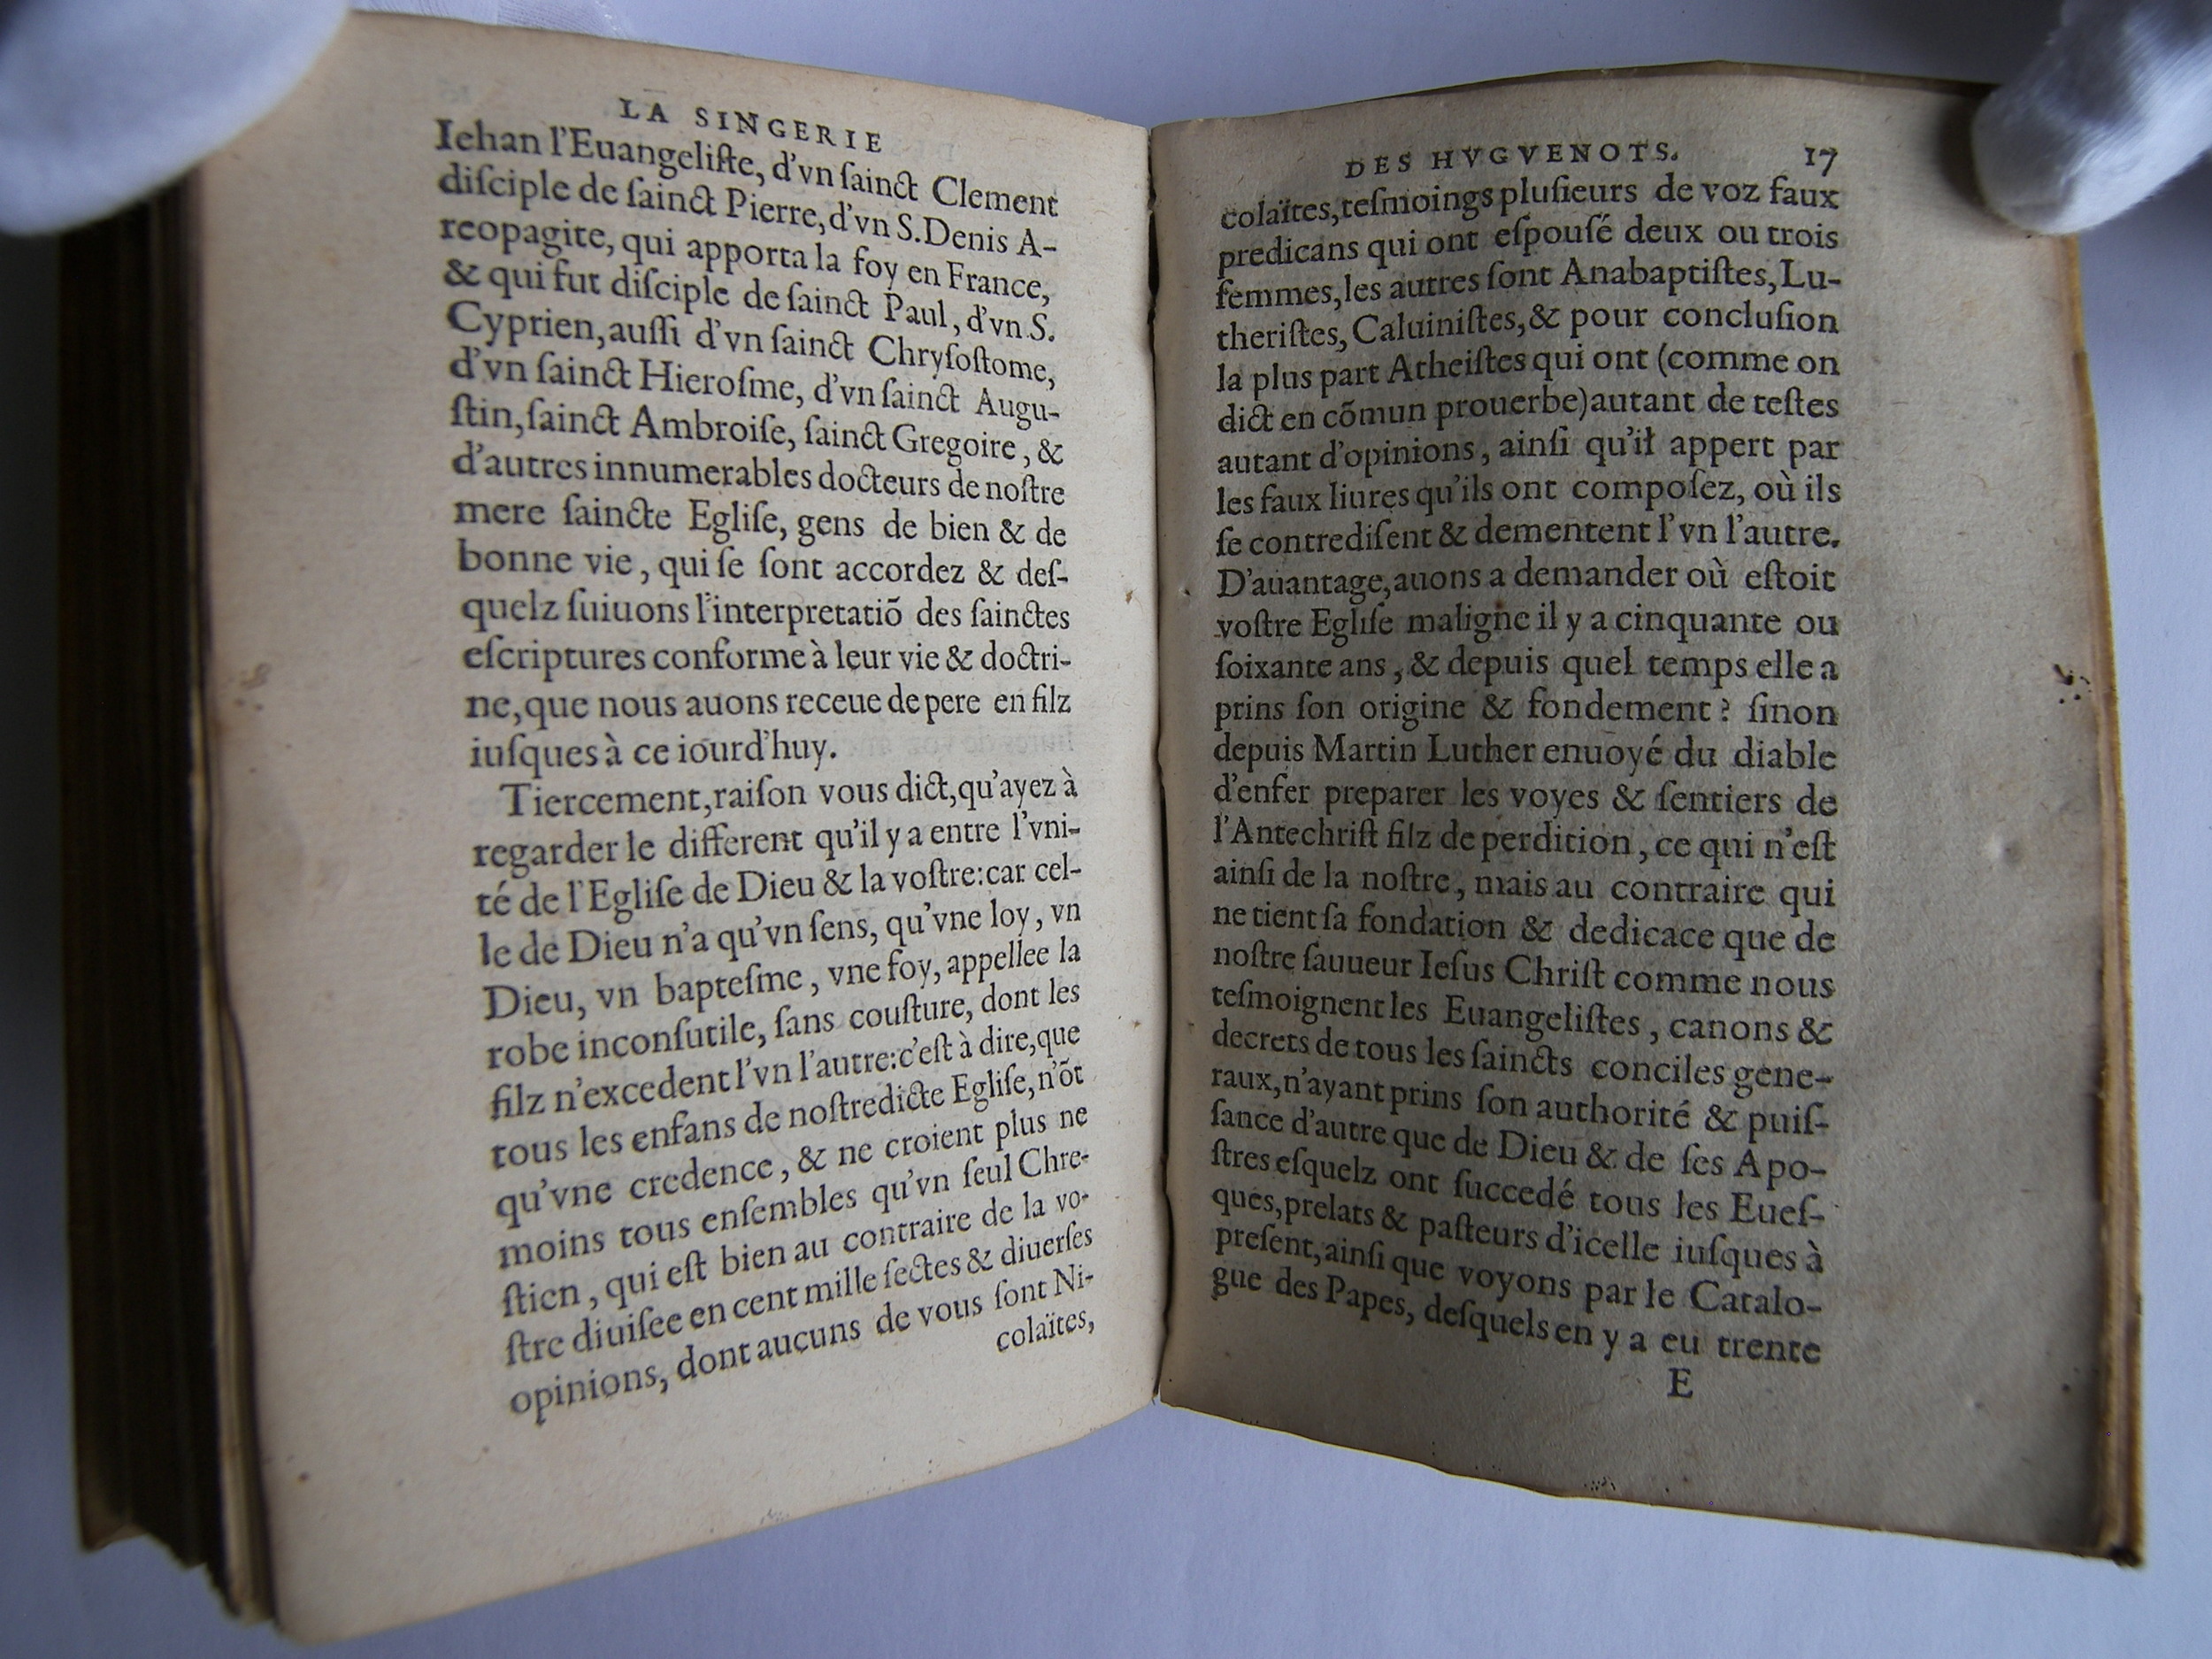 LA SINGERIE
Iehan l'Euangeliſte, d'vn ſainct Clement
diſciple de ſainct Pierre, d'vn S. Denis A-
reopagite, qui apporta la foy en France,
& qui fut diſciple de ſainct Paul, d'vn S.
Cyprien, auſſi d'vn ſainct Chryſoſtome,
d'vn ſainct Hieroſme, d'vn ſainct Augu-
ſtin, ſainct Ambroiſe, ſainct Gregoire, &
d'autres innumerables docteurs de noſtre
mere ſaincte Egliſe, gens de bien & de
bonne vie, qui ſe ſont accordez & deſ-
quelz ſuiuons l'interpretatiõ des ſainctes
eſcriptures conforme à leur vie & doctri-
ne, que nous auons receue de pere en filz
iuſques à ce iourd'huy.
Tiercement, raiſon vous dict, qu'ayez à
regarder le different qu'il y a entre l'vni-
té de l'Egliſe de Dieu & la voſtre: car cel-
le de Dieu n'a qu'vn ſens, qu'vne loy, vn
Dieu, vn bapteſme, vne foy, appellee la
robe inconſutile, ſans couſture, dont les
filz n'excedent l'vn l'autre: c'eſt à dire, que
tous les enfans de noſtredicte Egliſe, n'õt
qu'vne credence, & ne croient plus ne
moins tous enſembles qu'vn ſeul Chre-
ſtien, qui eſt bien au contraire de la vo-
ſtre diuiſee en cent mille ſectes & diuerſes
opinions, dont aucuns de vous ſont Ni-
colaïtes,
DES HVGVENOTS. 17
colaïtes, teſmoings pluſieurs de voz faux
predicans qui ont eſpouſé deux ou trois
femmes, les autres ſont Anabaptiſtes, Lu-
theriſtes, Caluiniſtes, & pour concluſion
la plus part Atheiſtes qui ont (comme on
dict en cõmun prouerbe) autant de teſtes
autant d'opinions, ainſi qu'il appert par
les faux liures qu'ils ont compoſez, où ils
ſe contrediſent & dementent l'vn l'autre.
D'auantage, auons a demander où eſtoit
voſtre Egliſe maligne il y a cinquante ou
ſoixante ans, & depuis quel temps elle a
prins ſon origine & fondement? ſinon
depuis Martin Luther enuoyé du diable
d'enfer preparer les voyes & ſentiers de
l'Antechriſt filz de perdition, ce qui n'eſt
ainſi de la noſtre, mais au contraire qui
ne tient ſa fondation & dedicace que de
noſtre ſauueur Ieſus Chriſt comme nous
teſmoignent les Euangeliſtes, canons &
decrets de tous les ſaincts conciles gene-
raux, n'ayant prins ſon authorité & puiſ-
ſance d'autre que de Dieu & de ſes Apo-
ſtres eſquelz ont ſuccedé tous les Eueſ-
ques, prelats & paſteurs d'icelle iuſques à
preſent, ainſi que voyons par le Catalo-
gue des Papes, deſquels en y a eu trente
E